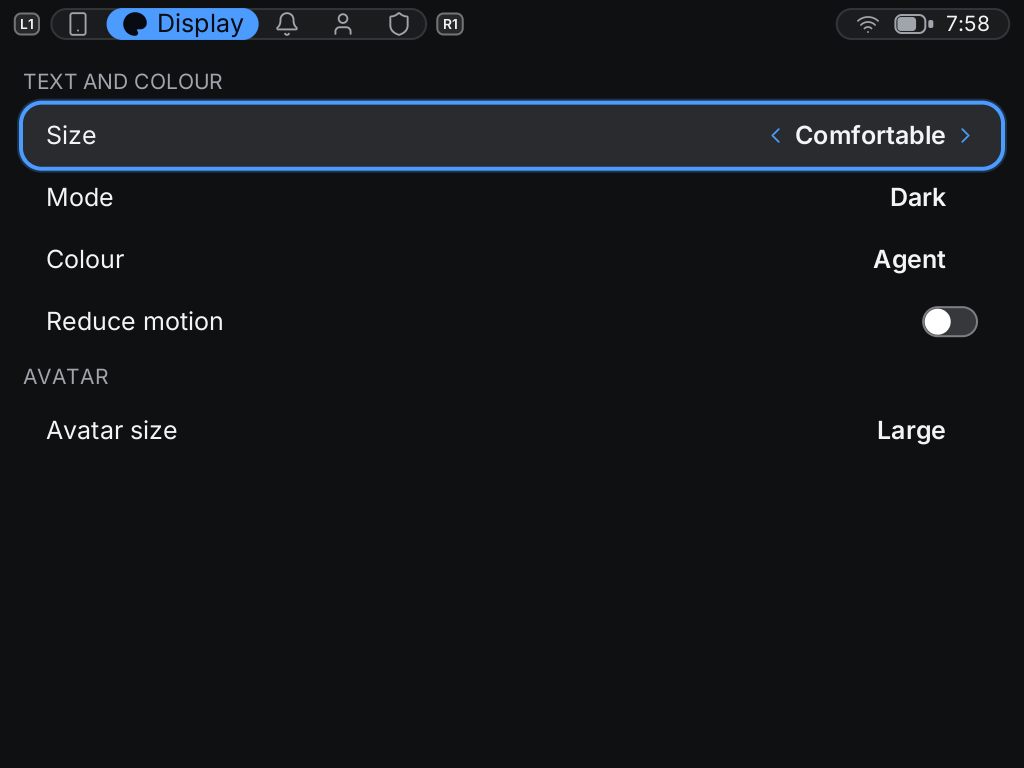 L1 Display R1 7:58
TEXT AND COLOUR
Size Comfortable
Mode Dark
Colour Agent
Reduce motion
AVATAR
Avatar size Large